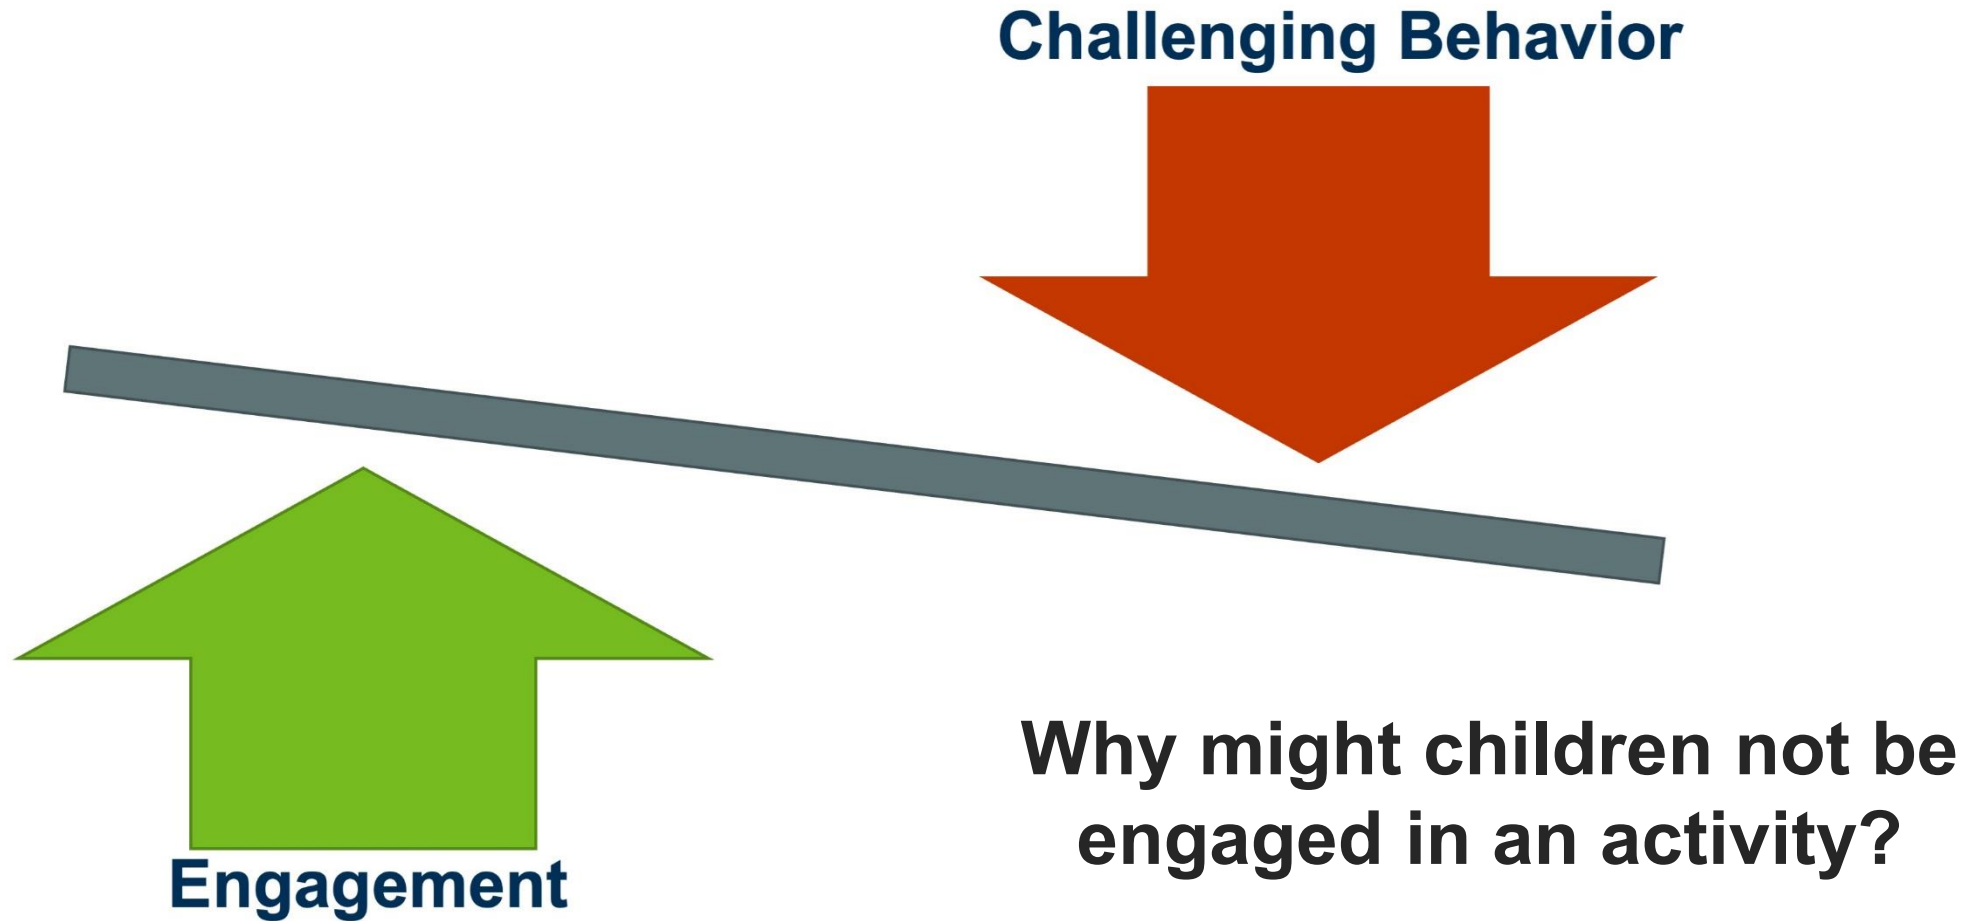 Challenging Behavior
Why might children not be
engaged in an activity?
Engagement